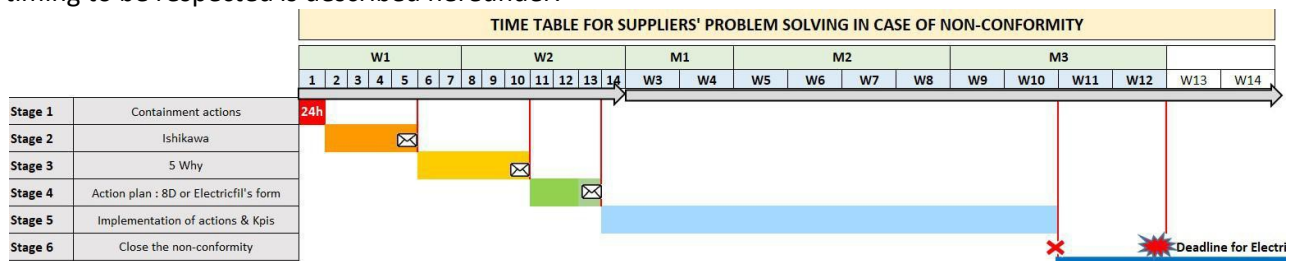 timing to be respected is described hereunder.
TIME TABLE FOR SUPPLIERS' PROBLEM SOLVING IN CASE OF NON-CONFORMITY
W1 W2 M1 M2 M3
1 2 3 4 5 6 7 8 9 10 11 12 13 14 W3 W4 W5 W6 W7 W8 W9 W10 W11 W12 W13 W14
Stage 1 Containment actions 24h
Stage 2 Ishikawa
Stage 3 5 Why
Stage 4 Action plan : 8D or Electricfil's form
Stage 5 Implementation of actions & Kpis
Stage 6 Close the non-conformity Deadline for Electri